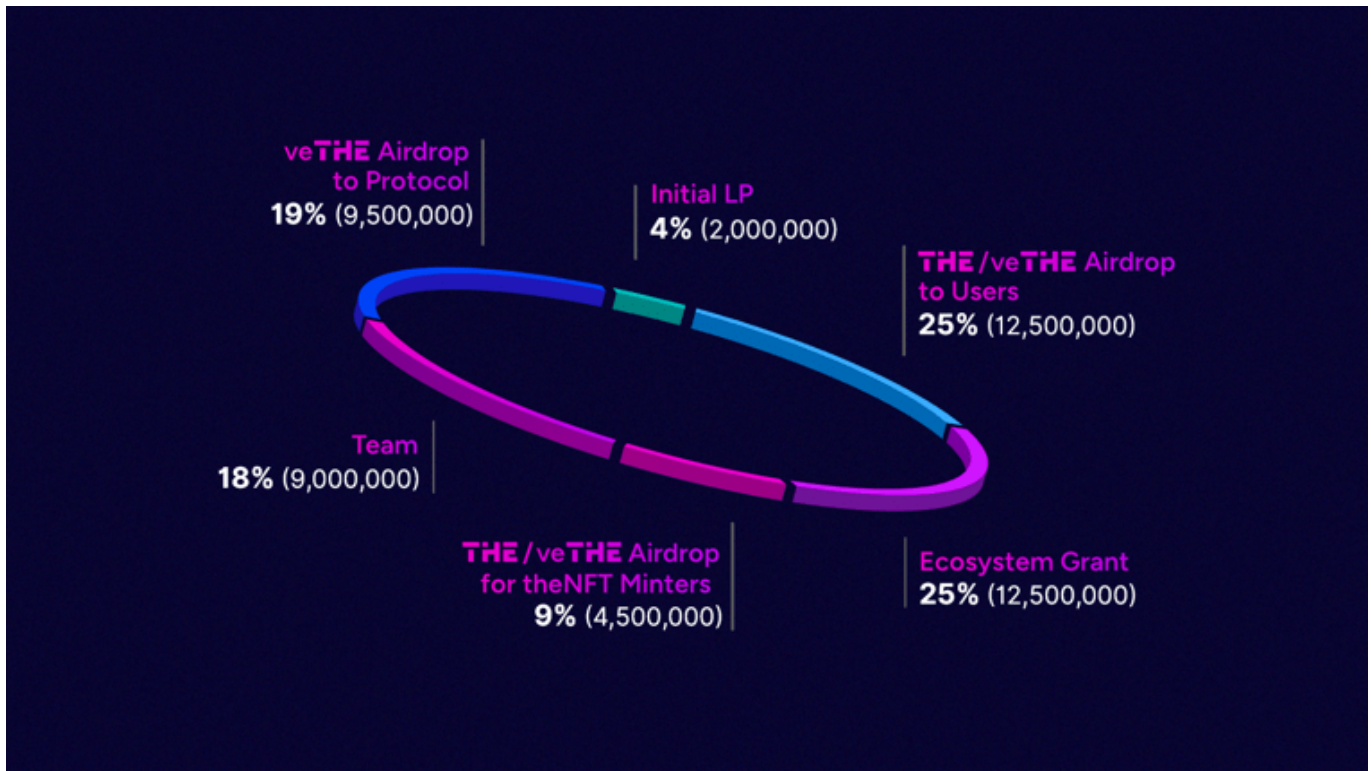 veTHE Airdrop
to Protocol
19% (9,500,000)
Initial LP
4% (2,000,000)
THE/veTHE Airdrop
to Users
25% (12,500,000)
Team
18% (9,000,000)
THE/veTHE Airdrop
for theNFT Minters
9% (4,500,000)
Ecosystem Grant
25% (12,500,000)